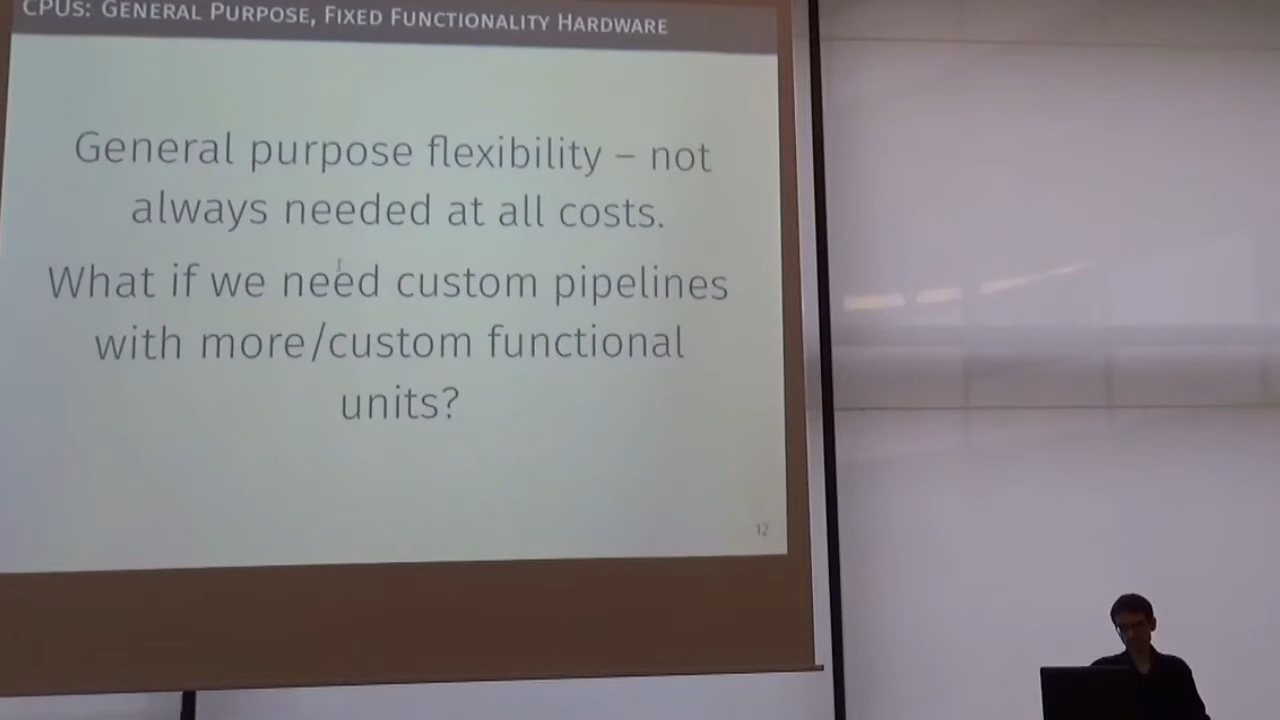 CPUs: General Purpose, Fixed Functionality Hardware
General purpose flexibility – not
always needed at all costs.
What if we need custom pipelines
with more/custom functional
units?
12